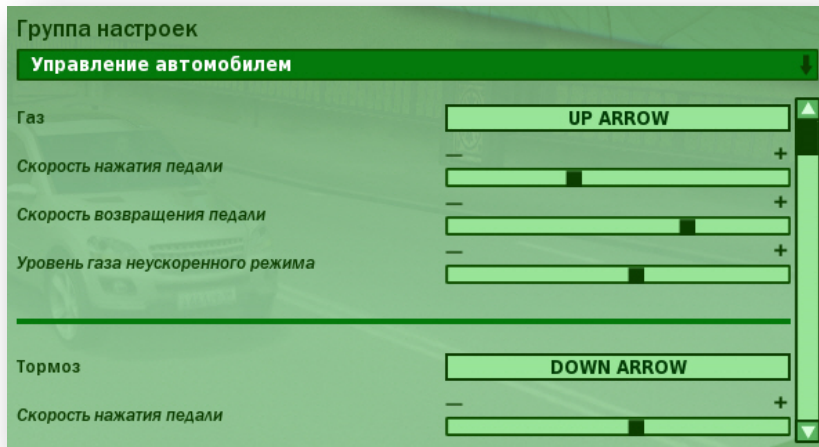 Группа настроек
Управление автомобилем
Газ UP ARROW
— +
Скорость нажатия педали
— +
Скорость возвращения педали
— +
Уровень газа неускоренного режима
Тормоз DOWN ARROW
— +
Скорость нажатия педали